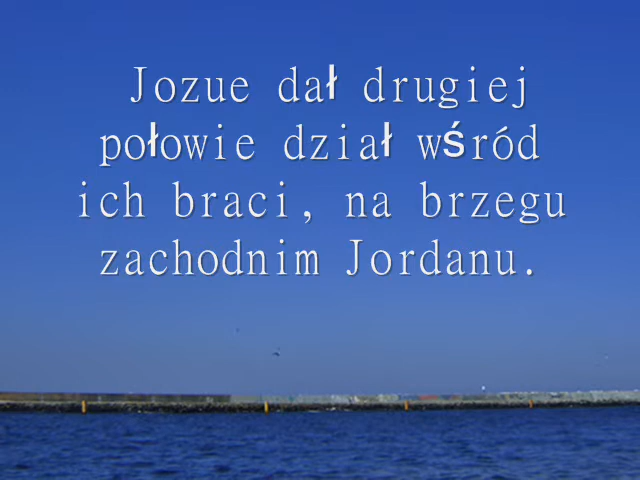 Jozue dał drugiej
połowie dział wśród
ich braci, na brzegu
zachodnim Jordanu.